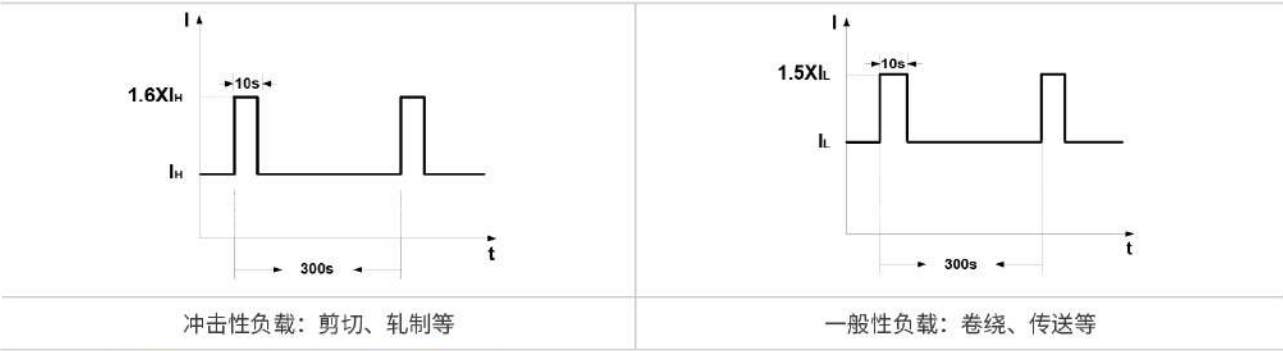 I
10s
1.6XIH
IH
t
300s
冲击性负载：剪切、轧制等
I
10s
1.5XIL
IL
t
300s
一般性负载：卷绕、传送等